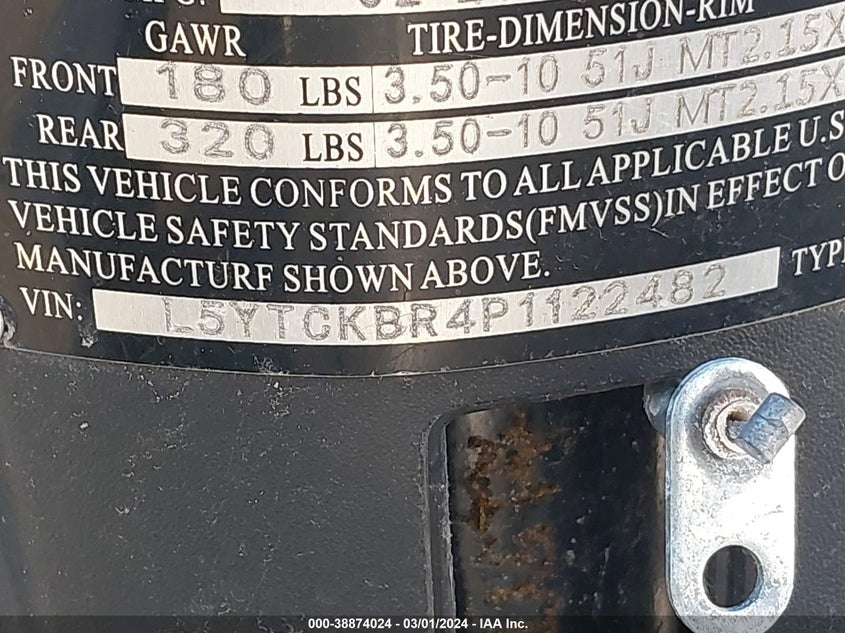 GAWR TIRE-DIMENSION-RIM
FRONT 180 LBS 3.50-10 51J MT2.15X
REAR 320 LBS 3.50-10 51J MT2.15X
THIS VEHICLE CONFORMS TO ALL APPLICABLE U.S
VEHICLE SAFETY STANDARDS(FMVSS)IN EFFECT O
MANUFACTURF SHOWN ABOVE.
VIN: L5YTCKBR4P1122482 TYPE
000-38874024 - 03/01/2024 - IAA Inc.